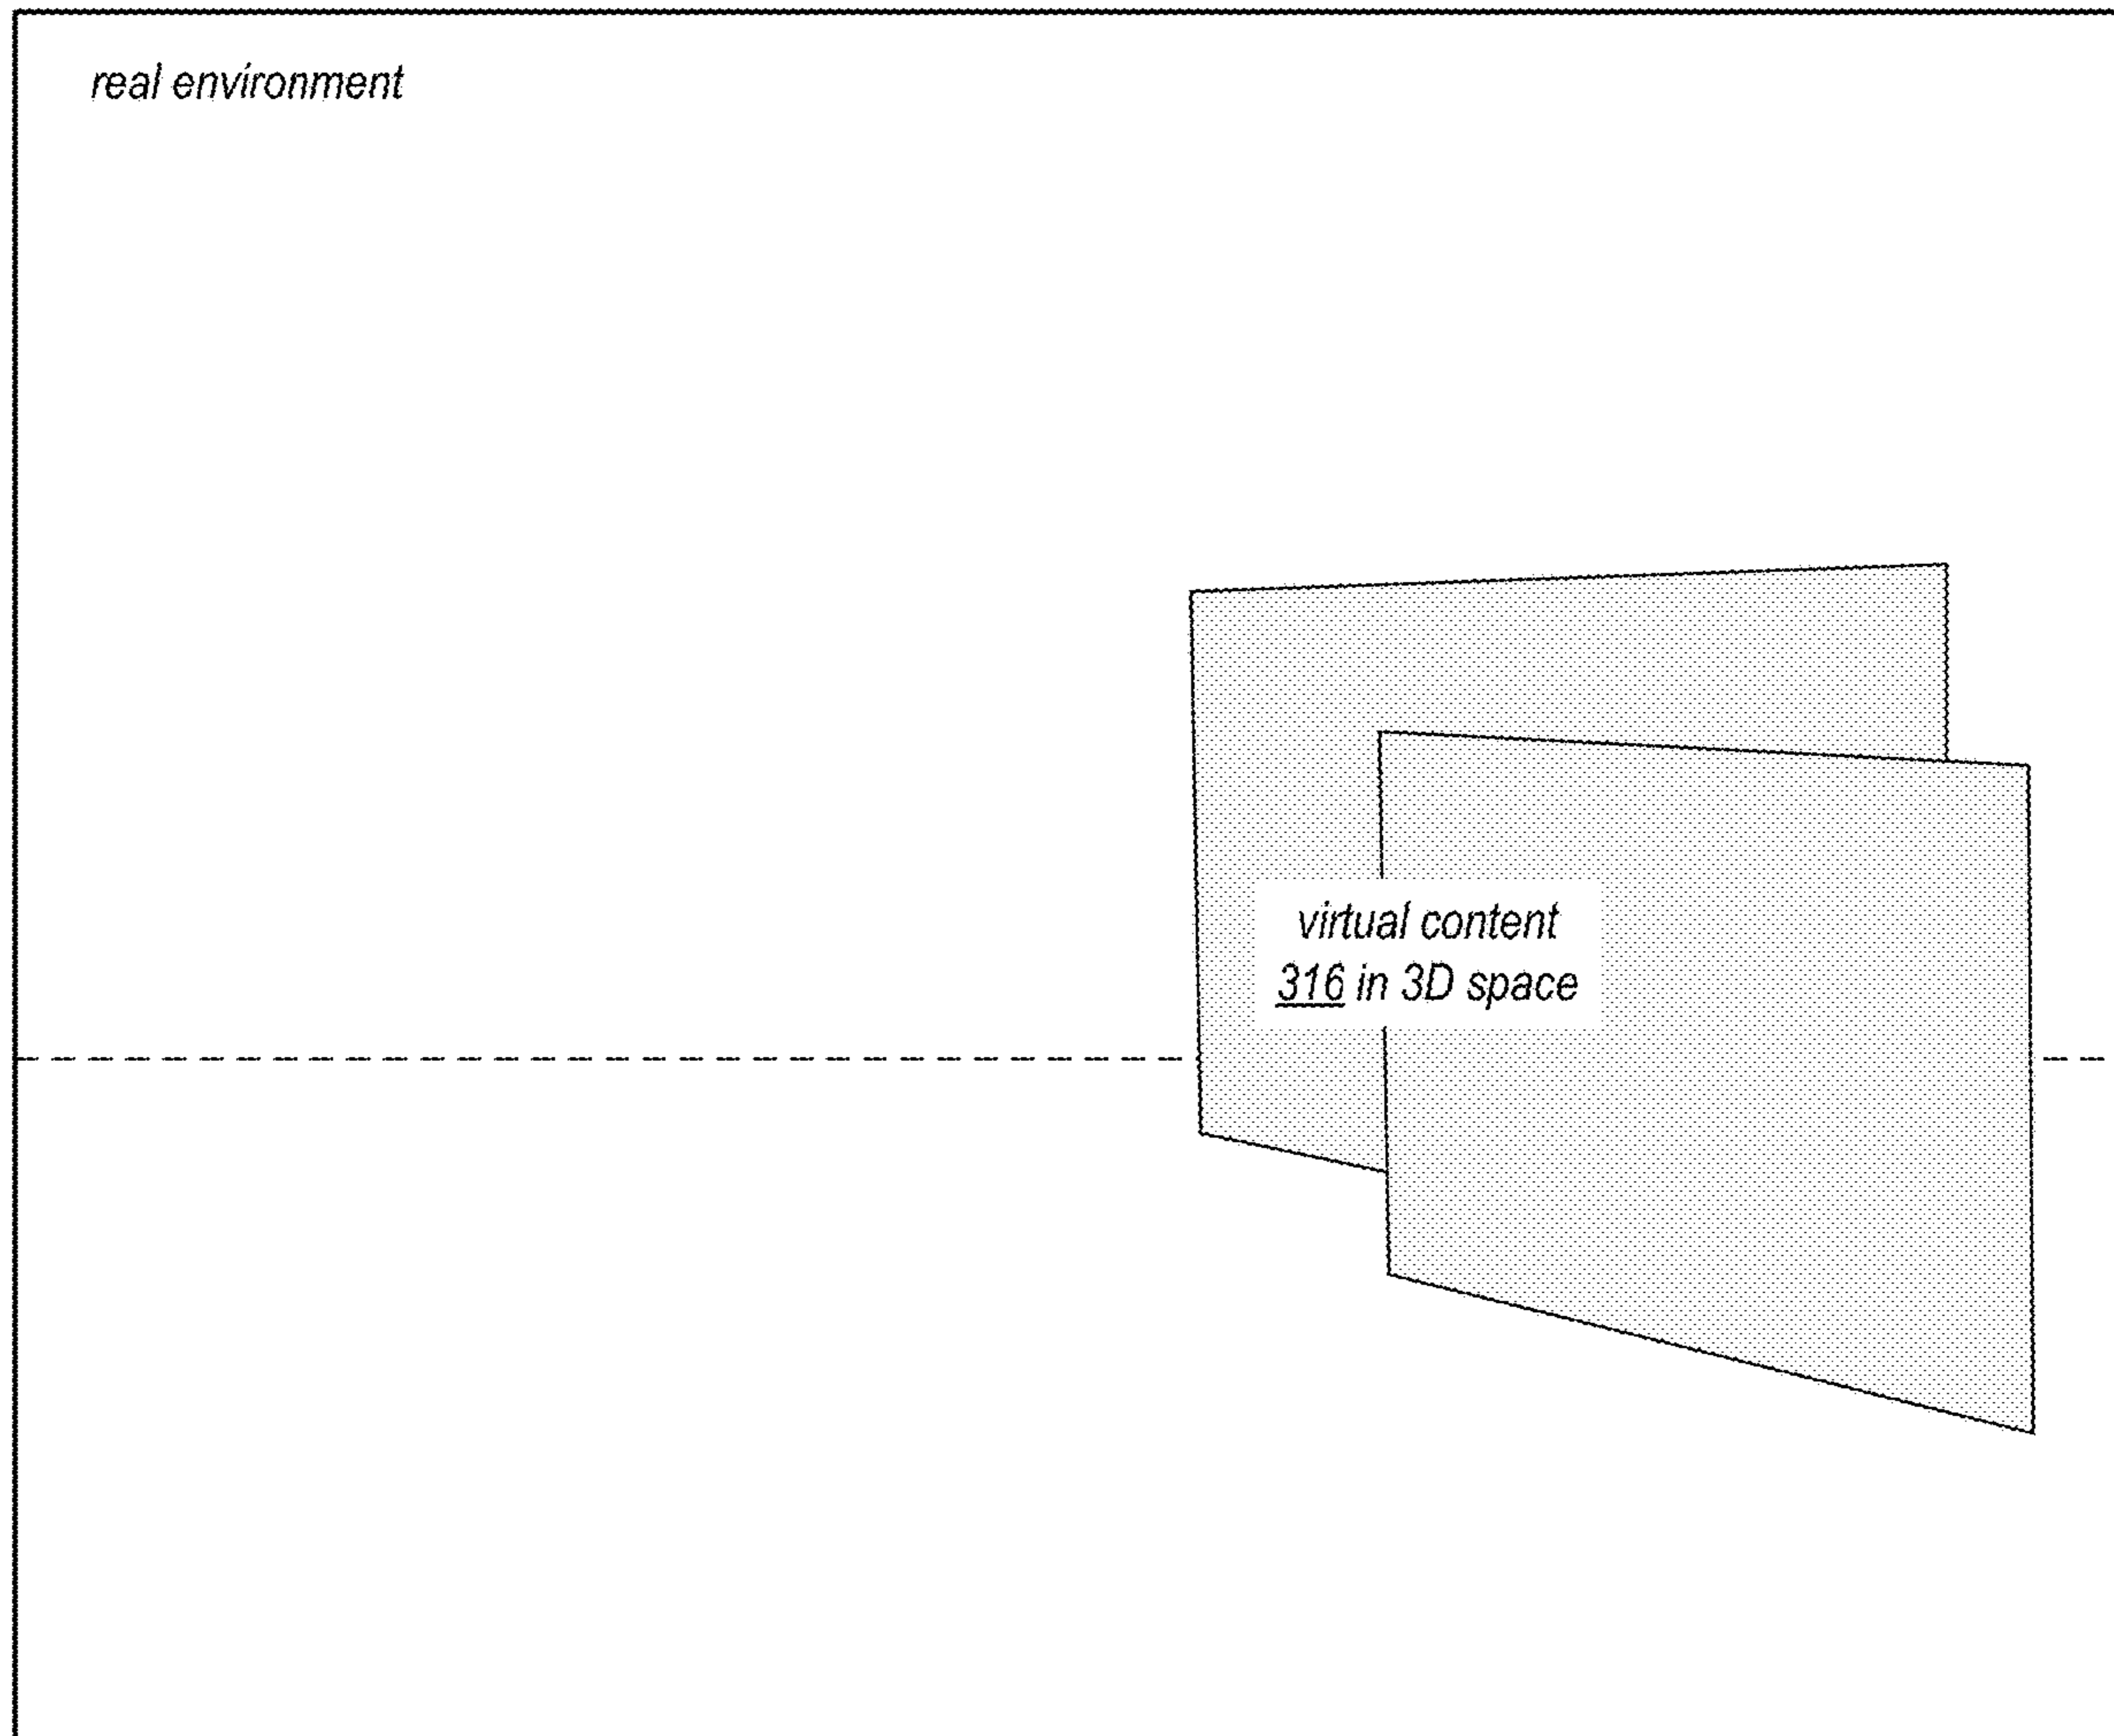 real environment
virtual content
316 in 3D space